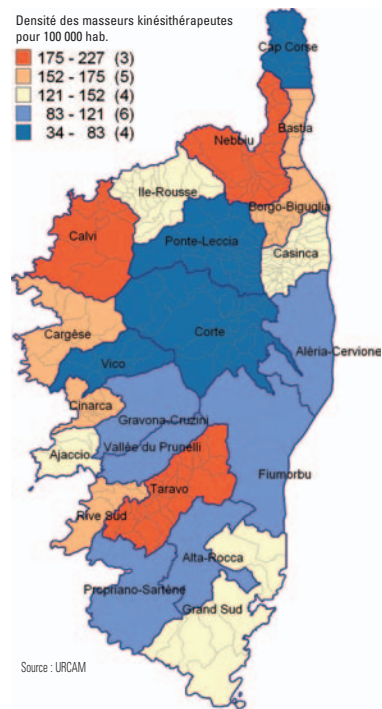 Densité des masseurs kinésithérapeutes
pour 100 000 hab.
175 - 227 (3)
152 - 175 (5)
121 - 152 (4)
83 - 121 (6)
34 - 83 (4)
Cap Corse
Bastia
Nebbiu
Ile-Rousse
Borgo-Biguglia
Calvi
Ponte-Leccia
Casinca
Cargèse
Corte
Aléria-Cervione
Vico
Cinarca
Gravona-Cruzini
Ajaccio
Vallée du Prunelli
Fiumorbu
Taravo
Rive Sud
Alta-Rocca
Propriano-Sartène
Grand Sud
Source : URCAM